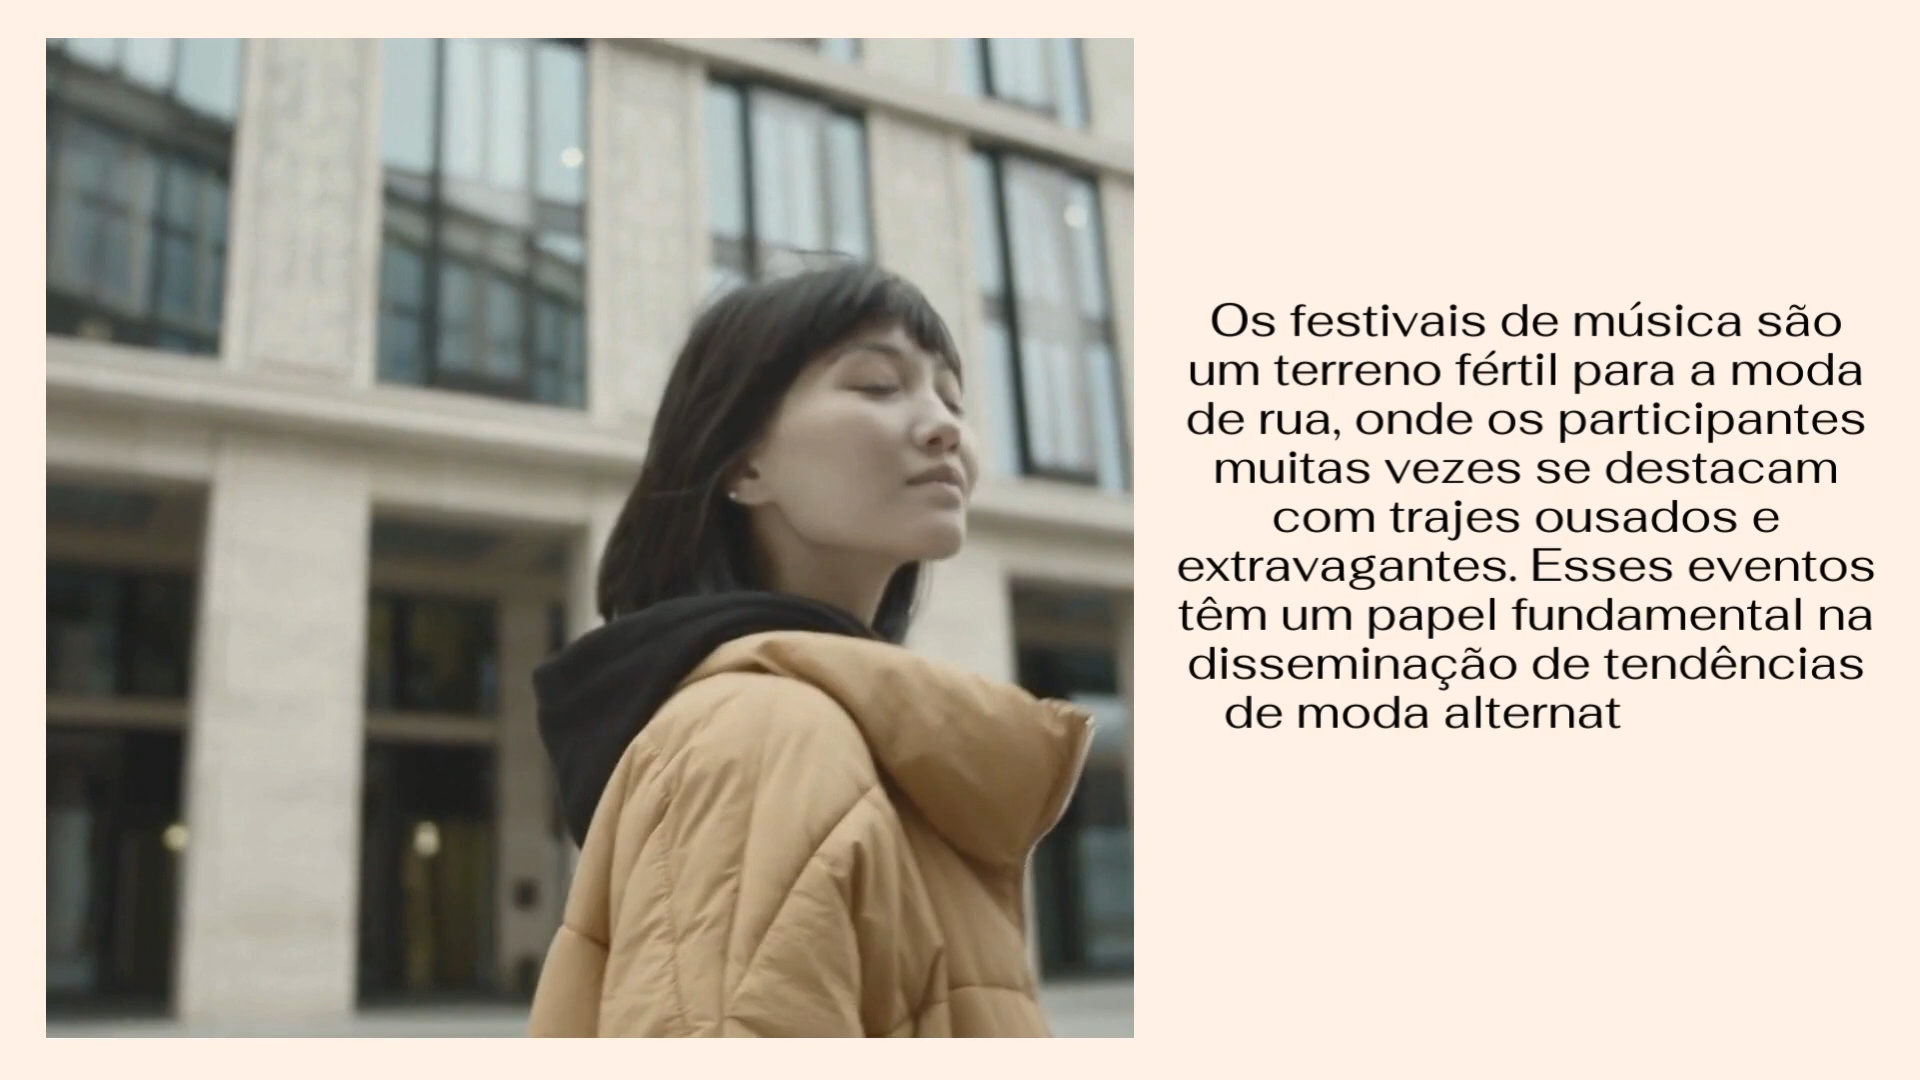 Os festivais de música são
um terreno fértil para a moda
de rua, onde os participantes
muitas vezes se destacam
com trajes ousados e
extravagantes. Esses eventos
têm um papel fundamental na
disseminação de tendências
de moda alternat